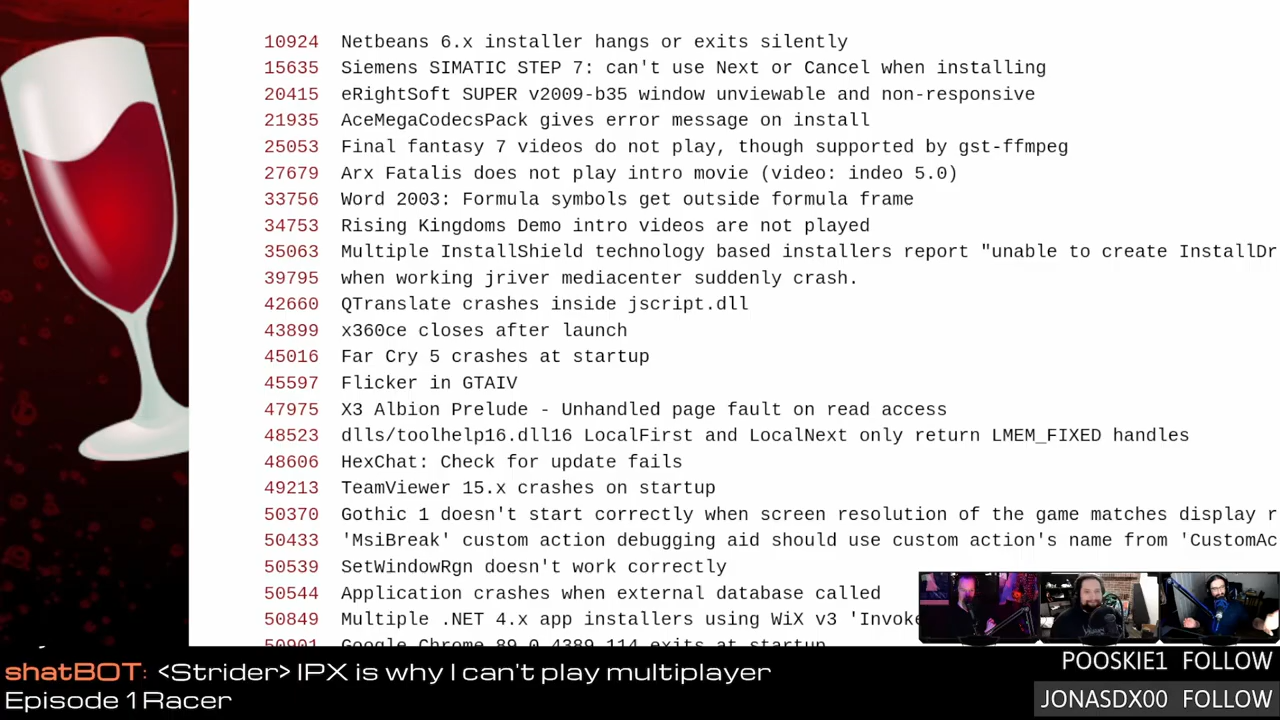 10924 Netbeans 6.x installer hangs or exits silently
15635 Siemens SIMATIC STEP 7: can't use Next or Cancel when installing
20415 eRightSoft SUPER v2009-b35 window unviewable and non-responsive
21935 AceMegaCodecsPack gives error message on install
25053 Final fantasy 7 videos do not play, though supported by gst-ffmpeg
27679 Arx Fatalis does not play intro movie (video: indeo 5.0)
33756 Word 2003: Formula symbols get outside formula frame
34753 Rising Kingdoms Demo intro videos are not played
35063 Multiple InstallShield technology based installers report "unable to create InstallDr
39795 when working jriver mediacenter suddenly crash.
42660 QTranslate crashes inside jscript.dll
43899 x360ce closes after launch
45016 Far Cry 5 crashes at startup
45597 Flicker in GTAIV
47975 X3 Albion Prelude - Unhandled page fault on read access
48523 dlls/toolhelp16.dll16 LocalFirst and LocalNext only return LMEM_FIXED handles
48606 HexChat: Check for update fails
49213 TeamViewer 15.x crashes on startup
50370 Gothic 1 doesn't start correctly when screen resolution of the game matches display r
50433 'MsiBreak' custom action debugging aid should use custom action's name from 'CustomAc
50539 SetWindowRgn doesn't work correctly
50544 Application crashes when external database called
50849 Multiple .NET 4.x app installers using WiX v3 'Invoke
50901 Google Chrome 89.0.4389.114 exits at startup
shatBOT: <Strider> IPX is why I can't play multiplayer
Episode 1 Racer
POOSKIE1 FOLLOW
JONASDX00 FOLLOW